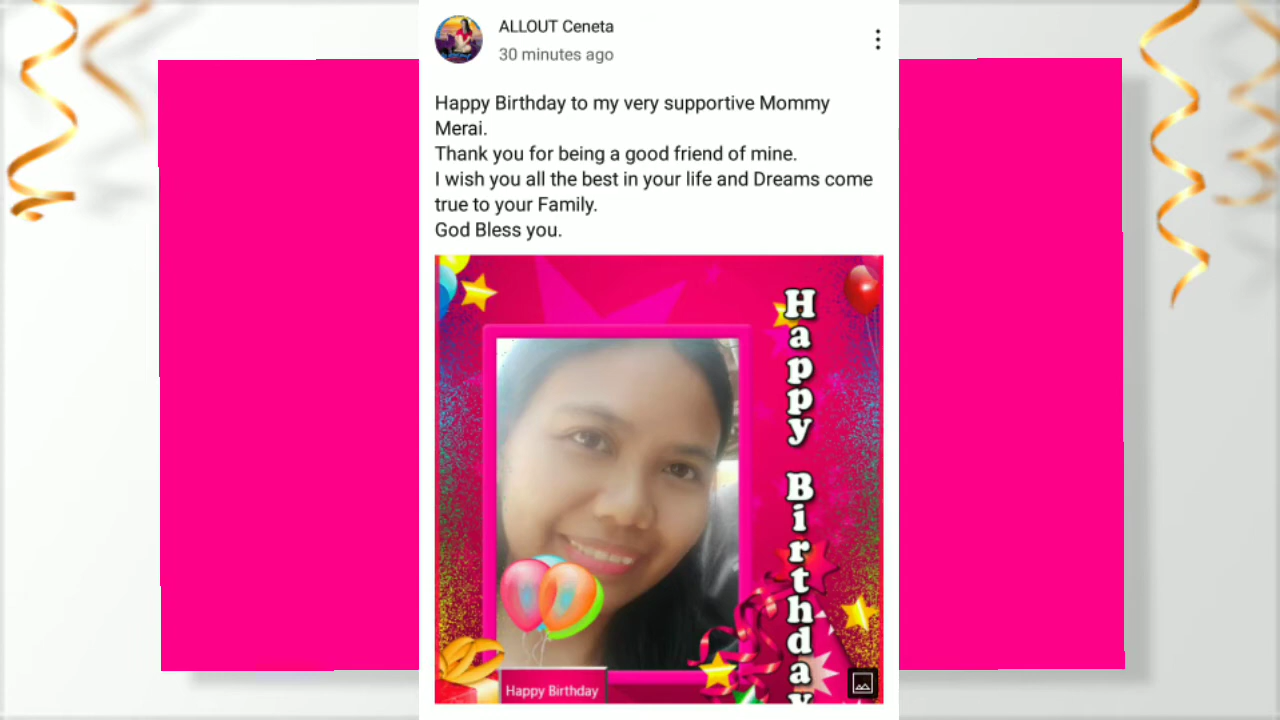 ALLOUT Ceneta
30 minutes ago
Happy Birthday to my very supportive Mommy
Merai.
Thank you for being a good friend of mine.
I wish you all the best in your life and Dreams come
true to your Family.
God Bless you.
Happy Birthday
Happy Birthday